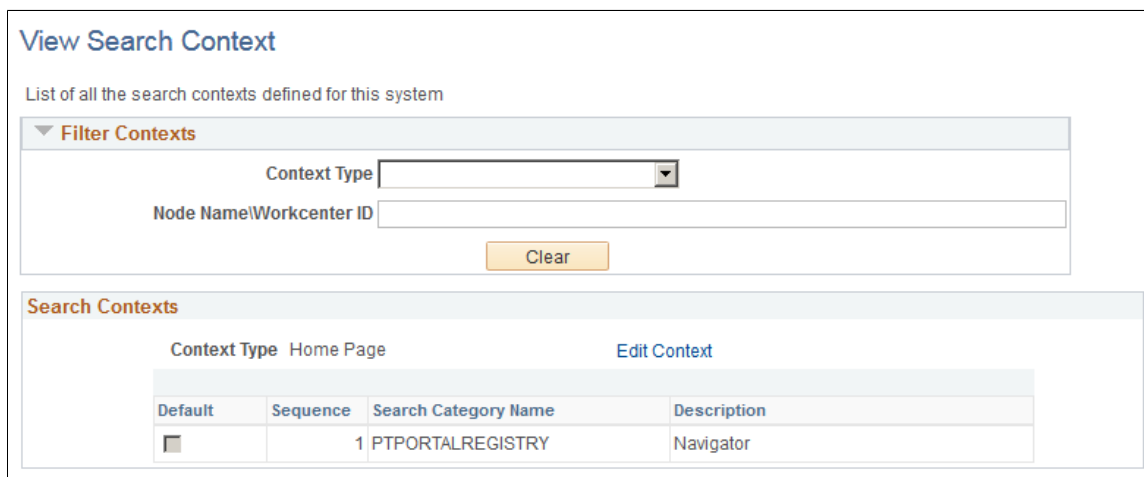 View Search Context
List of all the search contexts defined for this system
Filter Contexts
Context Type
Node Name\Workcenter ID
Clear
Search Contexts
Context Type Home Page Edit Context
Default Sequence Search Category Name Description
1 PTPORTALREGISTRY Navigator